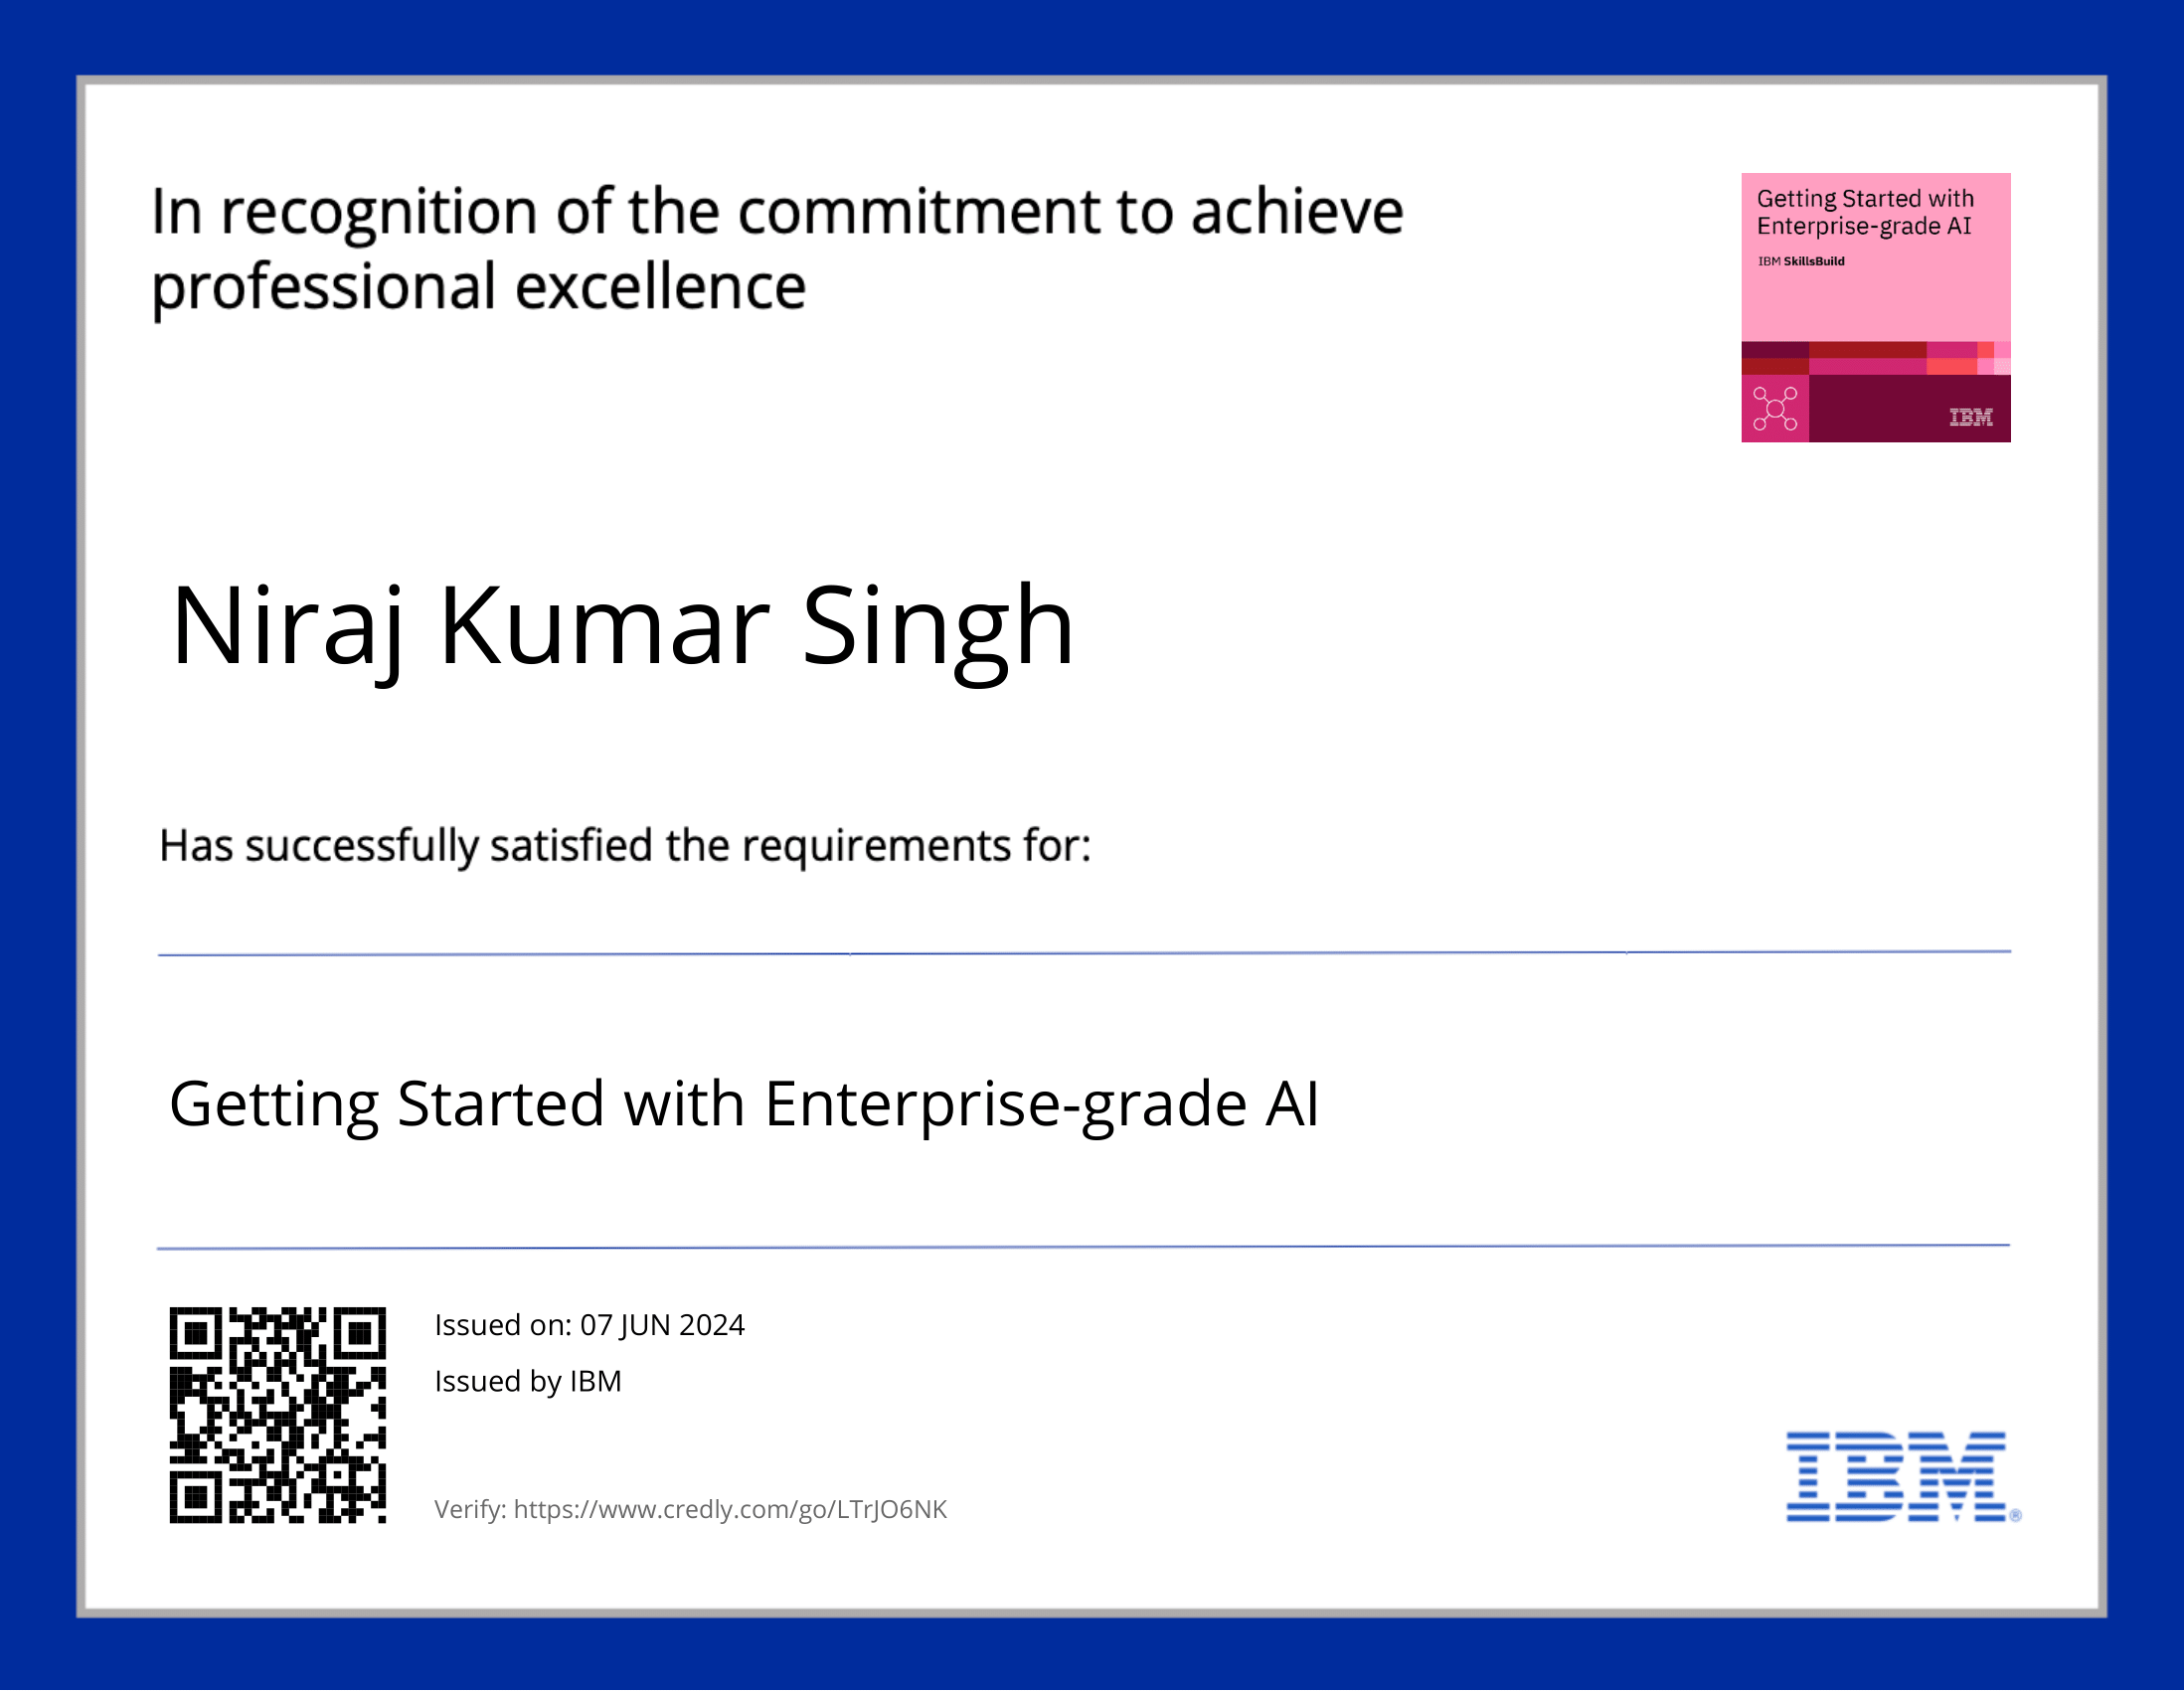 In recognition of the commitment to achieve
professional excellence
Getting Started with
Enterprise-grade AI
IBM SkillsBuild
IBM
Niraj Kumar Singh
Has successfully satisfied the requirements for:
Getting Started with Enterprise-grade AI
Issued on: 07 JUN 2024
Issued by IBM
Verify: https://www.credly.com/go/LTrJO6NK
IBM®